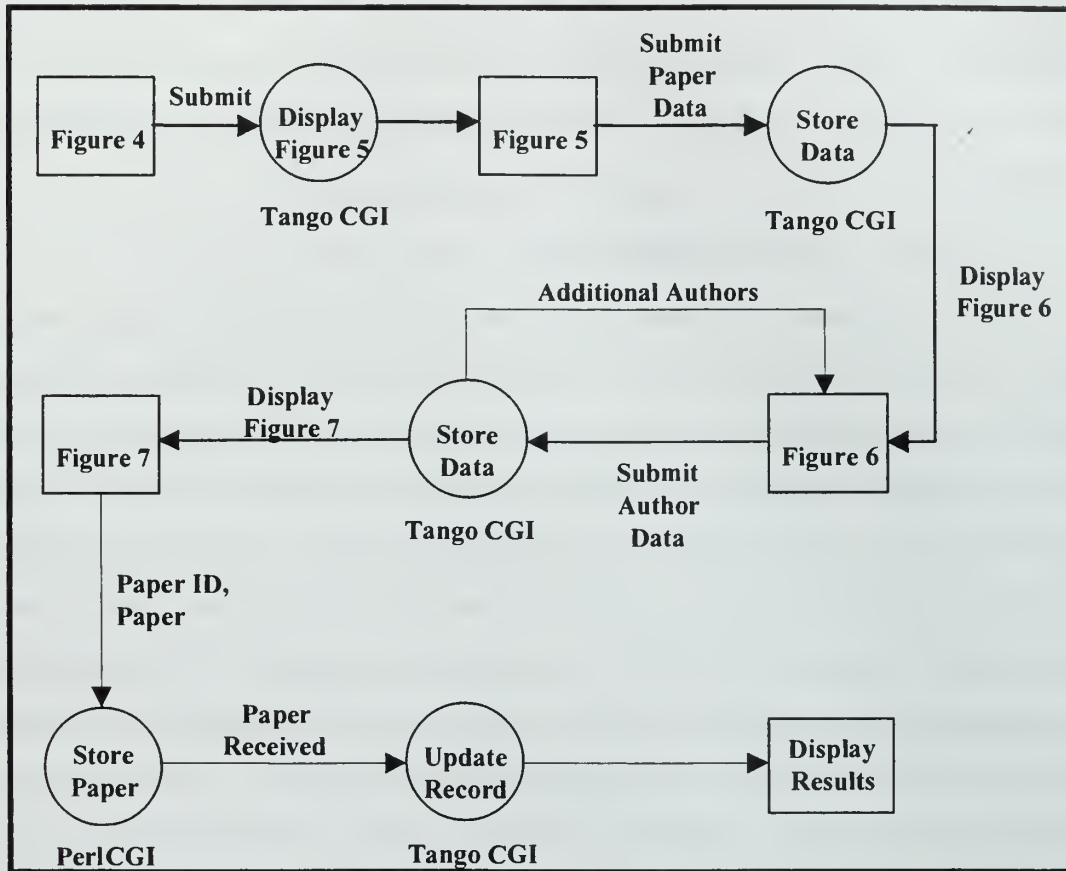 Submit
Submit
Paper
Data
Figure 4
Display
Figure 5
Figure 5
Store
Data
Tango CGI
Tango CGI
Display
Figure 6
Additional Authors
Display
Figure 7
Figure 7
Store
Data
Figure 6
Submit
Author
Data
Tango CGI
Paper ID,
Paper
Paper
Received
Store
Paper
Update
Record
Display
Results
PerlCGI
Tango CGI